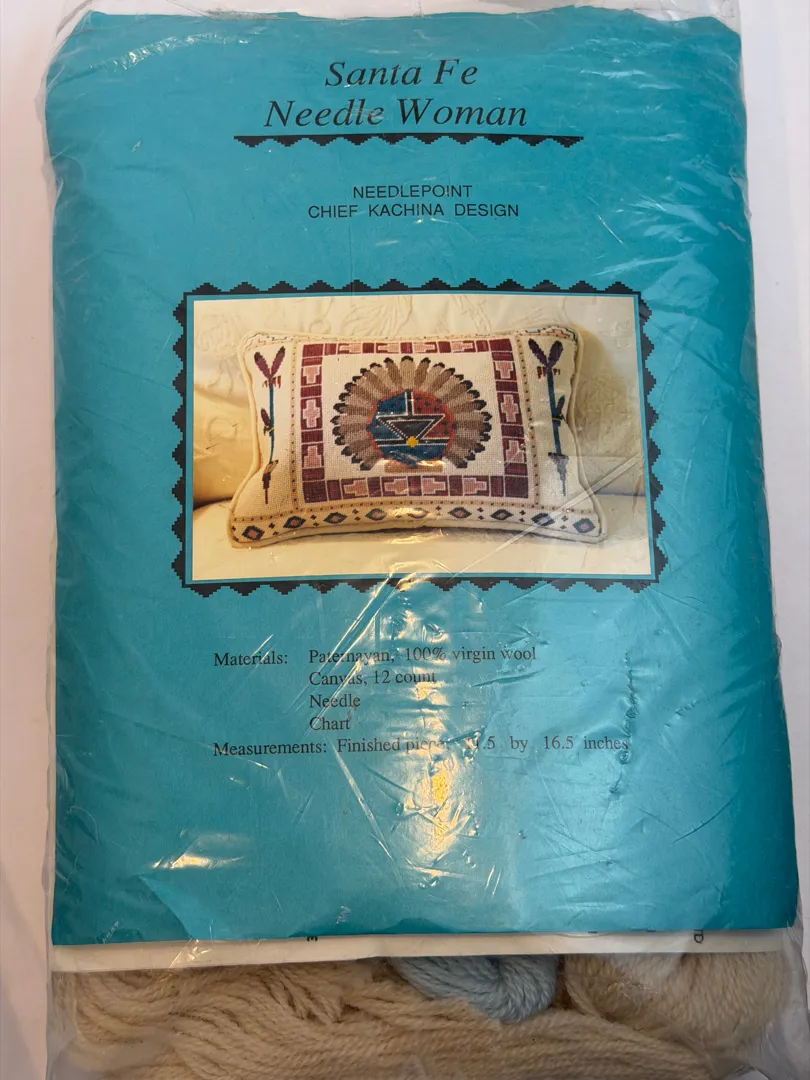 Santa Fe
Needle Woman
NEEDLEPOINT
CHIEF KACHINA DESIGN
Materials: Paternayan, 100% virgin wool
Canvas, 12 count
Needle
Chart
Measurements: Finished piece: .5 by 16.5 inches